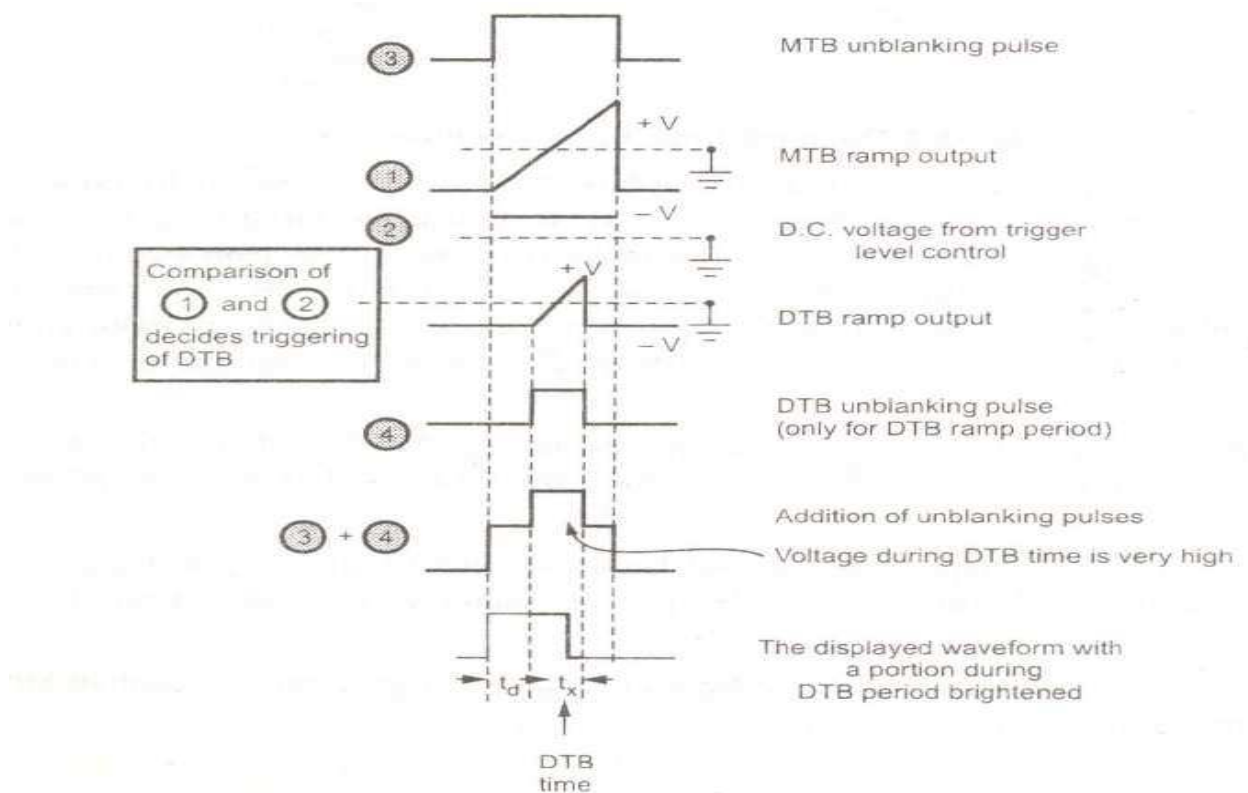 3
MTB unblanking pulse
+ V
MTB ramp output
1
- V
2
D.C. voltage from trigger
level control
Comparison of
1 and 2
decides triggering
of DTB
+ V
DTB ramp output
- V
DTB unblanking pulse
(only for DTB ramp period)
4
Addition of unblanking pulses
3 + 4
Voltage during DTB time is very high
The displayed waveform with
a portion during
DTB period brightened
td
tx
DTB
time